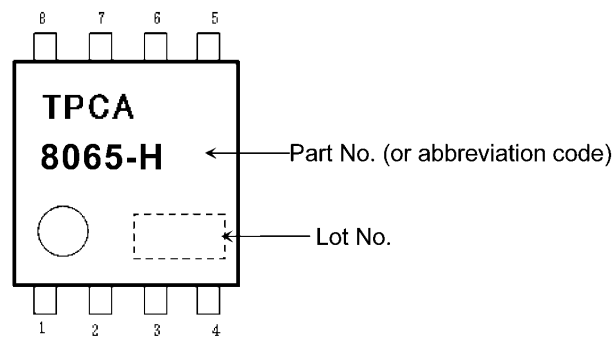 8 7 6 5
TPCA
8065-H
Part No. (or abbreviation code)
Lot No.
1 2 3 4